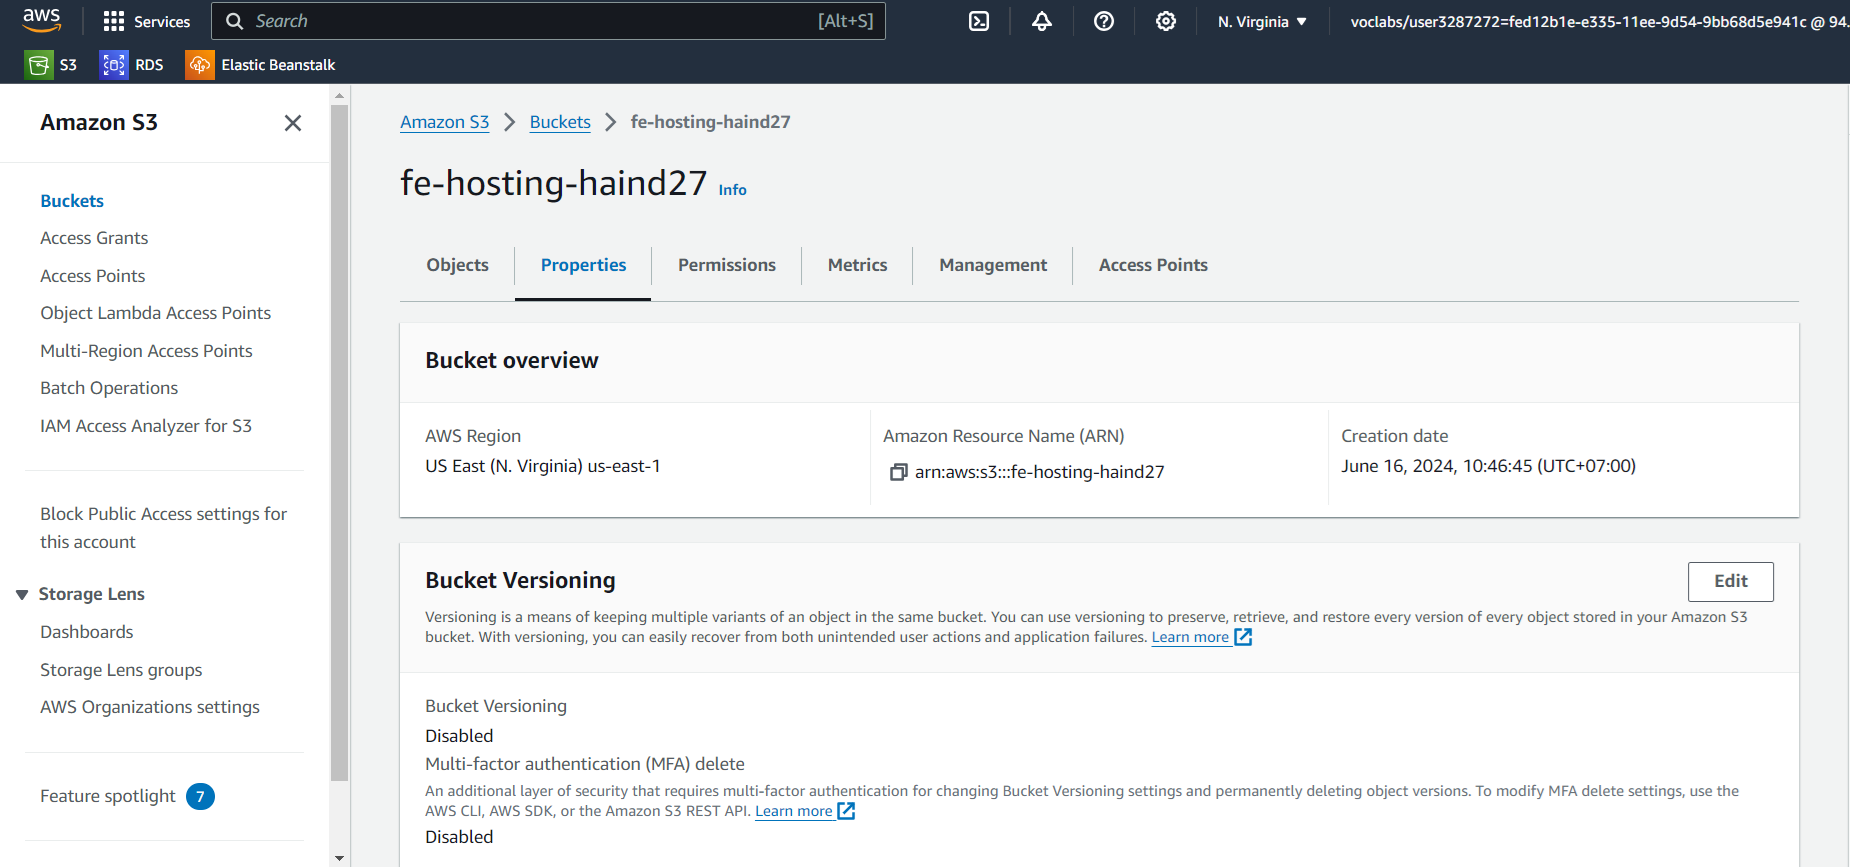 aws
Services
Search
[Alt+S]
N. Virginia
voclabs/user3287272=fed12b1e-e335-11ee-9d54-9bb68d5e941c @ 94.
S3
RDS
Elastic Beanstalk
Amazon S3
Buckets
Access Grants
Access Points
Object Lambda Access Points
Multi-Region Access Points
Batch Operations
IAM Access Analyzer for S3
Block Public Access settings for
this account
Storage Lens
Dashboards
Storage Lens groups
AWS Organizations settings
Feature spotlight 7
Amazon S3 > Buckets > fe-hosting-haind27
fe-hosting-haind27 Info
Objects
Properties
Permissions
Metrics
Management
Access Points
Bucket overview
AWS Region
US East (N. Virginia) us-east-1
Amazon Resource Name (ARN)
arn:aws:s3:::fe-hosting-haind27
Creation date
June 16, 2024, 10:46:45 (UTC+07:00)
Bucket Versioning
Edit
Versioning is a means of keeping multiple variants of an object in the same bucket. You can use versioning to preserve, retrieve, and restore every version of every object stored in your Amazon S3
bucket. With versioning, you can easily recover from both unintended user actions and application failures. Learn more
Bucket Versioning
Disabled
Multi-factor authentication (MFA) delete
An additional layer of security that requires multi-factor authentication for changing Bucket Versioning settings and permanently deleting object versions. To modify MFA delete settings, use the
AWS CLI, AWS SDK, or the Amazon S3 REST API. Learn more
Disabled